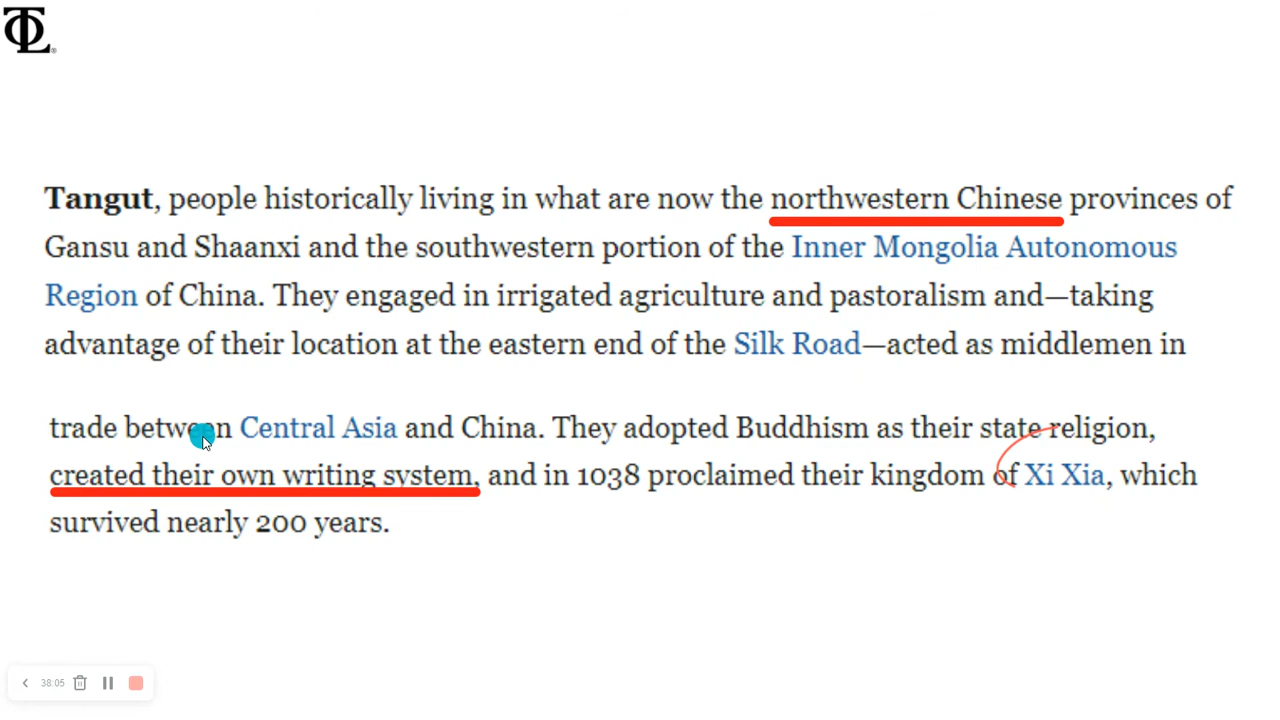 TOL®
Tangut, people historically living in what are now the northwestern Chinese provinces of
Gansu and Shaanxi and the southwestern portion of the Inner Mongolia Autonomous
Region of China. They engaged in irrigated agriculture and pastoralism and—taking
advantage of their location at the eastern end of the Silk Road—acted as middlemen in
trade between Central Asia and China. They adopted Buddhism as their state religion,
created their own writing system, and in 1038 proclaimed their kingdom of Xi Xia, which
survived nearly 200 years.
38:05